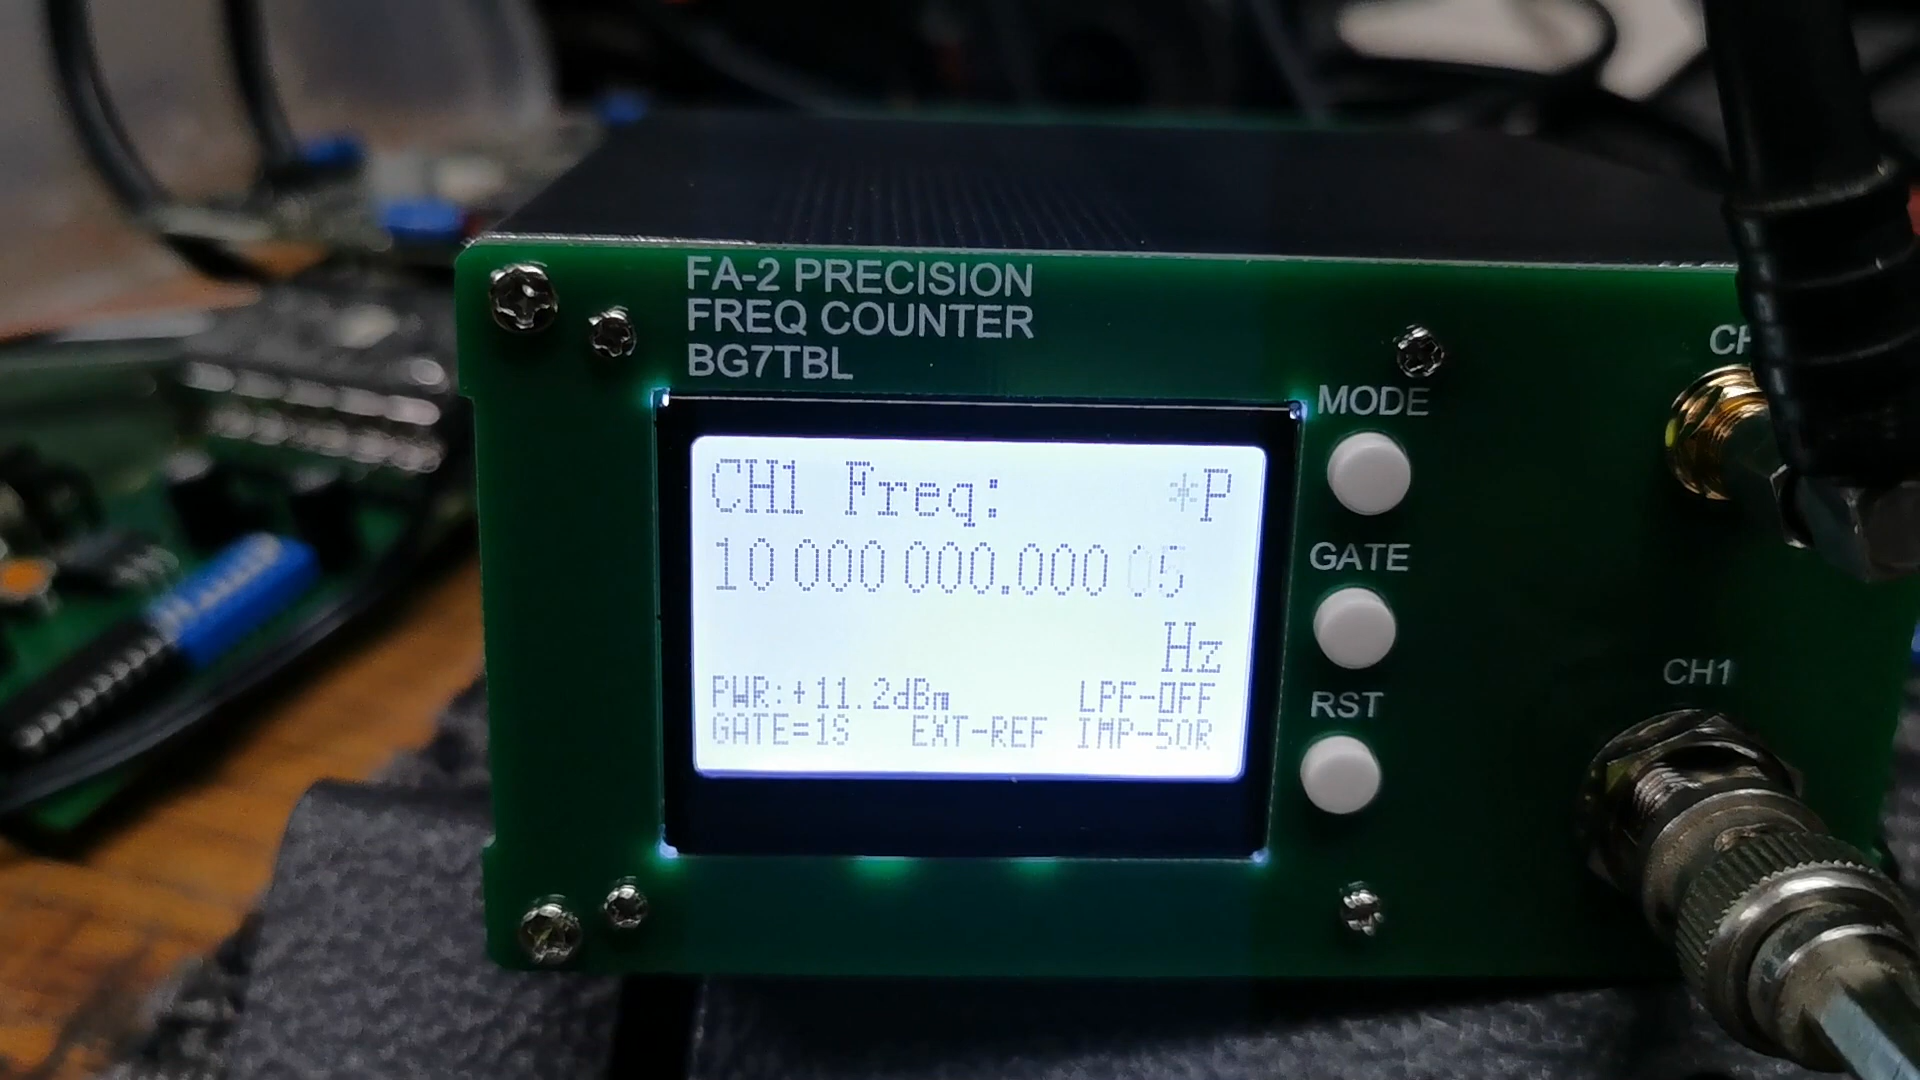 FA-2 PRECISION
FREQ COUNTER
BG7TBL
MODE
CH1 Freq: *P
10 000 000.000 05
Hz
GATE
PWR:+11.2dBm LPF-OFF
GATE=1S EXT-REF IMP-50R
RST
CH1